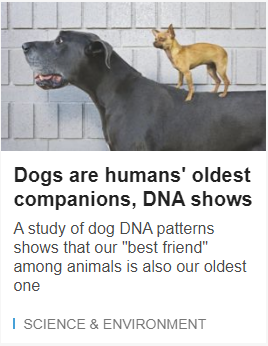 Dogs are humans' oldest
companions, DNA shows
A study of dog DNA patterns
shows that our "best friend"
among animals is also our oldest
one
SCIENCE & ENVIRONMENT